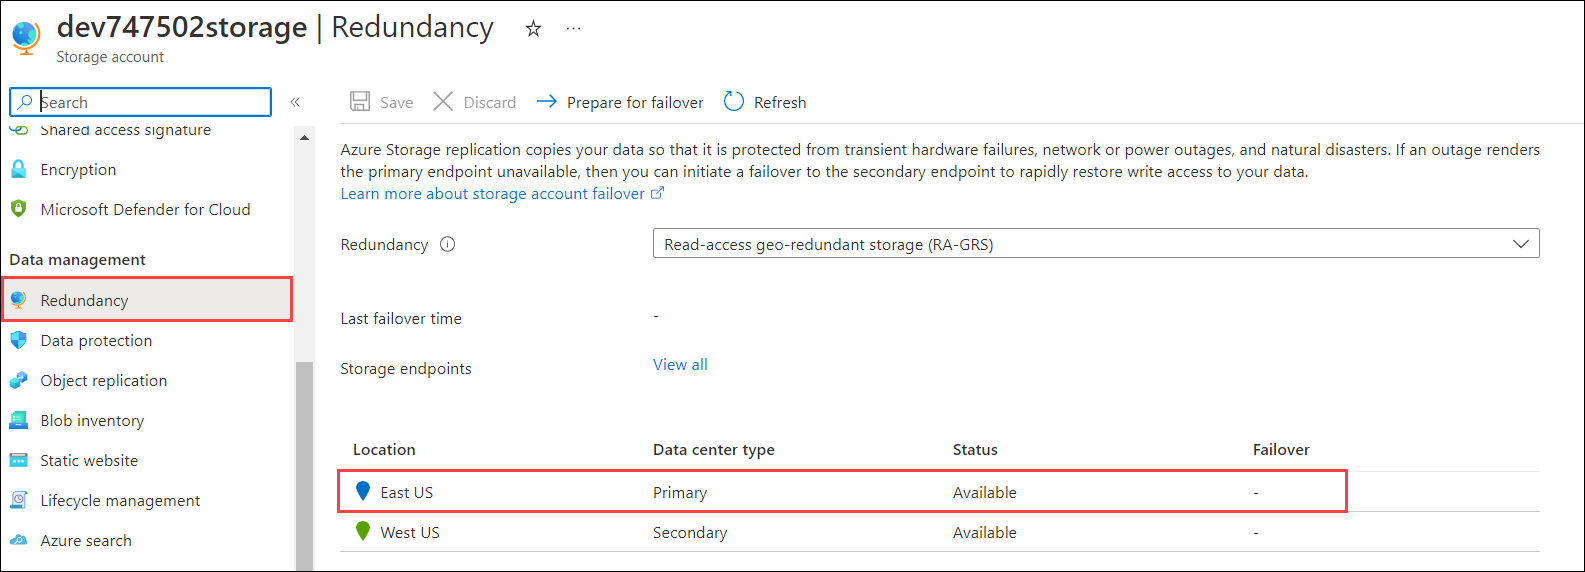 dev747502storage | Redundancy ☆ ···
Storage account
Search «
Save Discard Prepare for failover Refresh
Shared access signature
Encryption
Microsoft Defender for Cloud
Data management
Redundancy
Data protection
Object replication
Blob inventory
Static website
Lifecycle management
Azure search
Azure Storage replication copies your data so that it is protected from transient hardware failures, network or power outages, and natural disasters. If an outage renders
the primary endpoint unavailable, then you can initiate a failover to the secondary endpoint to rapidly restore write access to your data.
Learn more about storage account failover
Redundancy Read-access geo-redundant storage (RA-GRS)
Last failover time -
Storage endpoints View all
Location Data center type Status Failover
East US Primary Available -
West US Secondary Available -